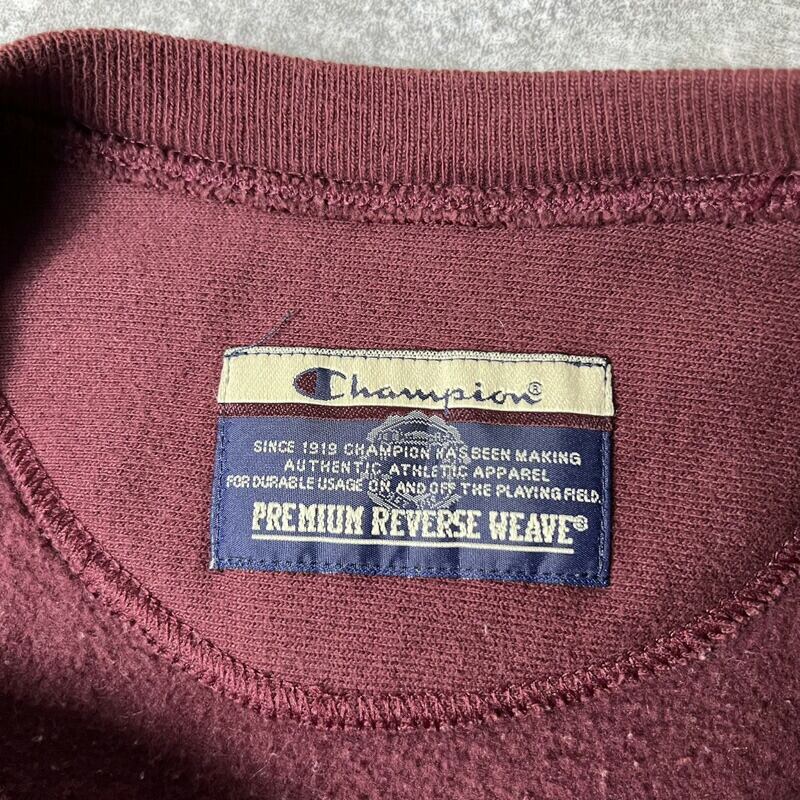 Champion®
SINCE 1919 CHAMPION HAS BEEN MAKING
AUTHENTIC ATHLETIC APPAREL
FOR DURABLE USAGE ON AND OFF THE PLAYING FIELD.
PREMIUM REVERSE WEAVE®